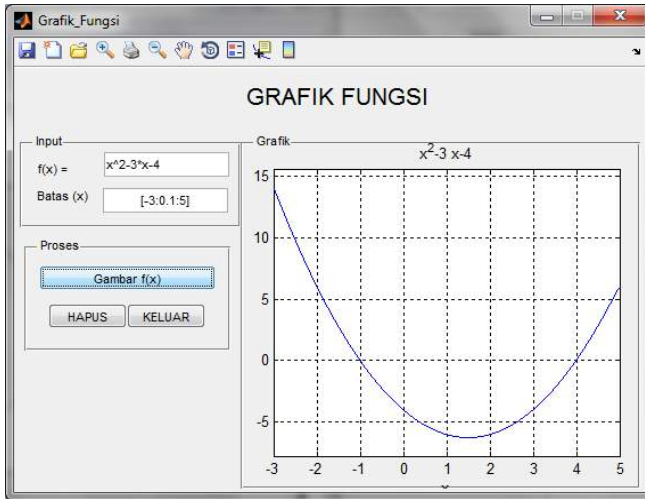 Grafik_Fungsi
GRAFIK FUNGSI
Input
f(x) =
x^2-3*x-4
Batas (x)
[-3:0.1:5]
Proses
Gambar f(x)
HAPUS
KELUAR
Grafik
x²-3 x-4
15
10
5
0
-5
-3 -2 -1 0 1 2 3 4 5